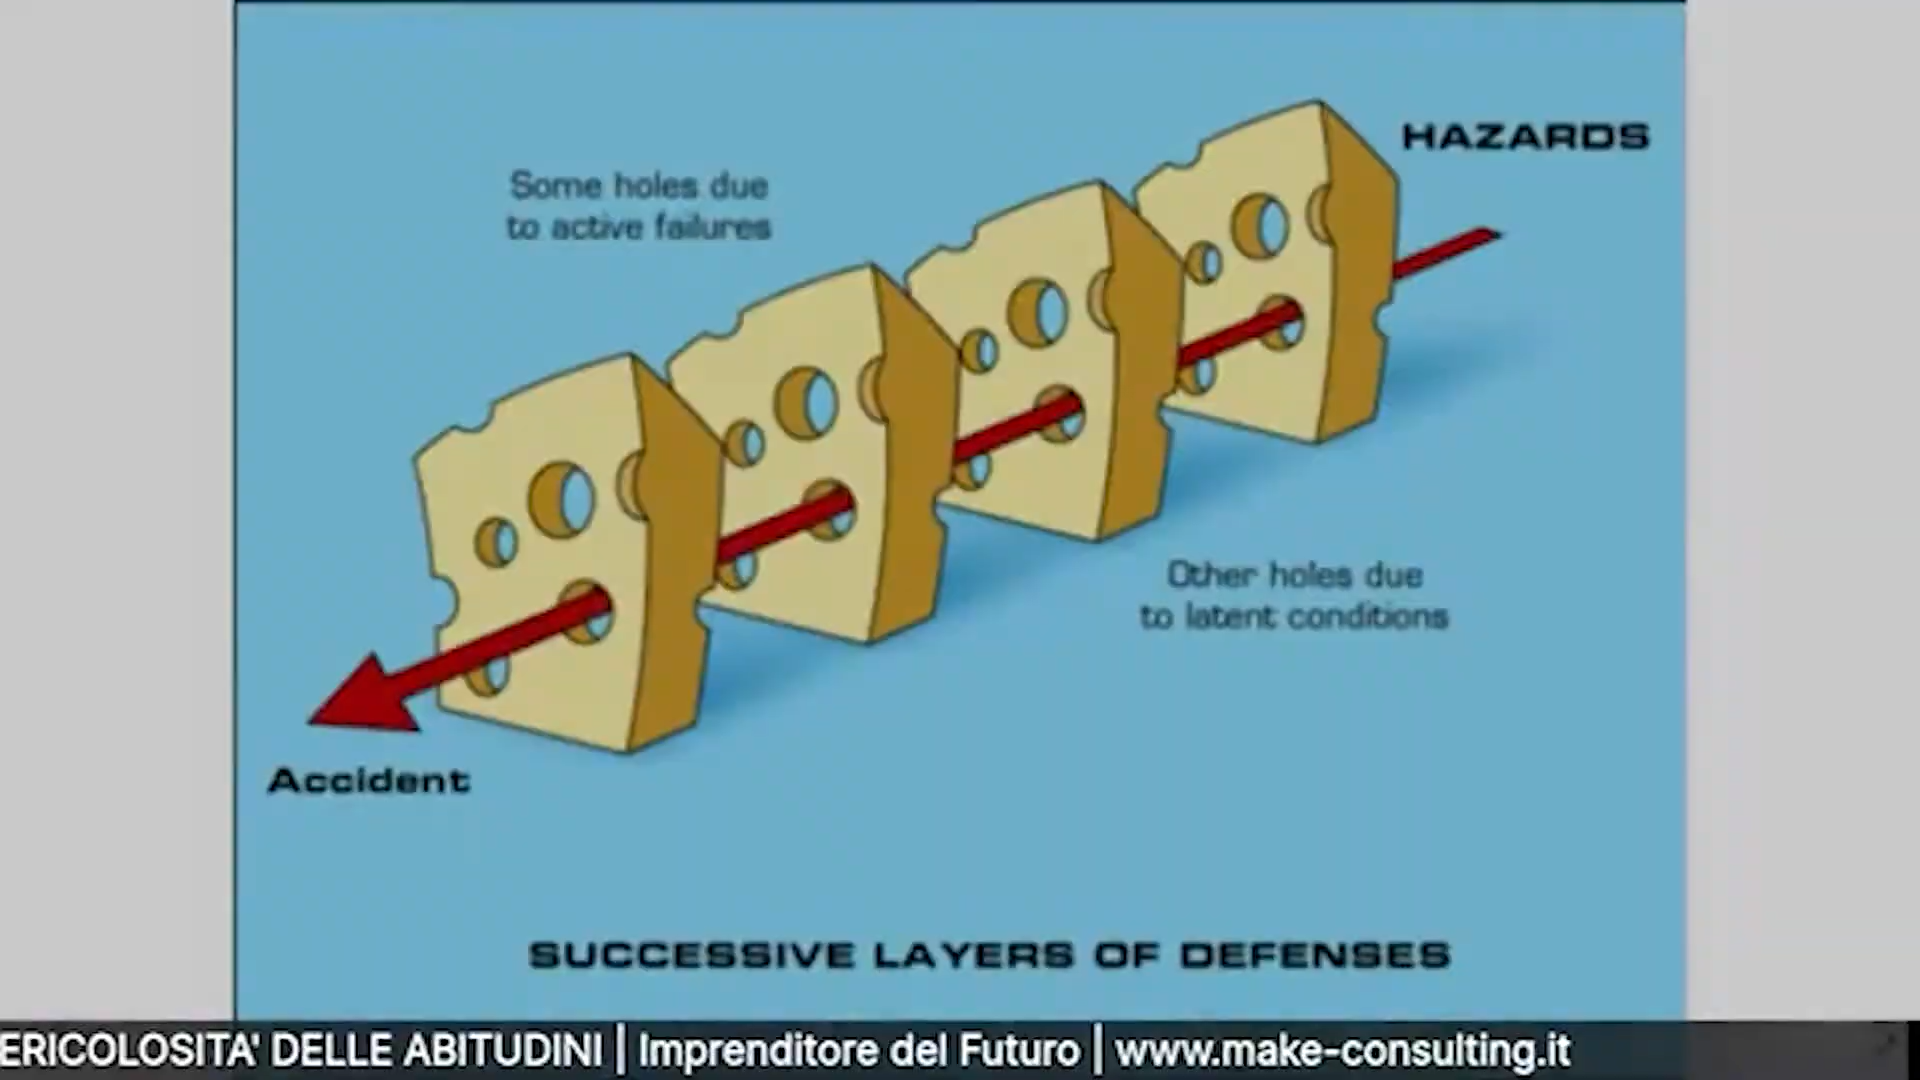 HAZARDS
Some holes due
to active failures
Other holes due
to latent conditions
Accident
SUCCESSIVE LAYERS OF DEFENSES
ERICOLOSITA' DELLE ABITUDINI | Imprenditore del Futuro | www.make-consulting.it